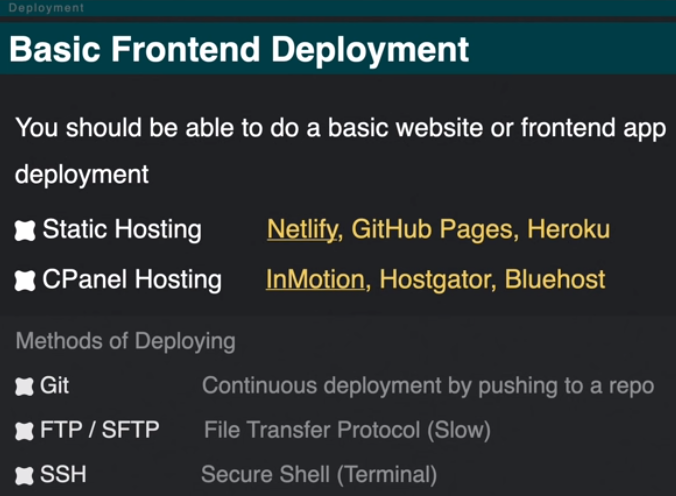 Deployment
Basic Frontend Deployment
You should be able to do a basic website or frontend app
deployment
Static Hosting Netlify, GitHub Pages, Heroku
CPanel Hosting InMotion, Hostgator, Bluehost
Methods of Deploying
Git Continuous deployment by pushing to a repo
FTP / SFTP File Transfer Protocol (Slow)
SSH Secure Shell (Terminal)